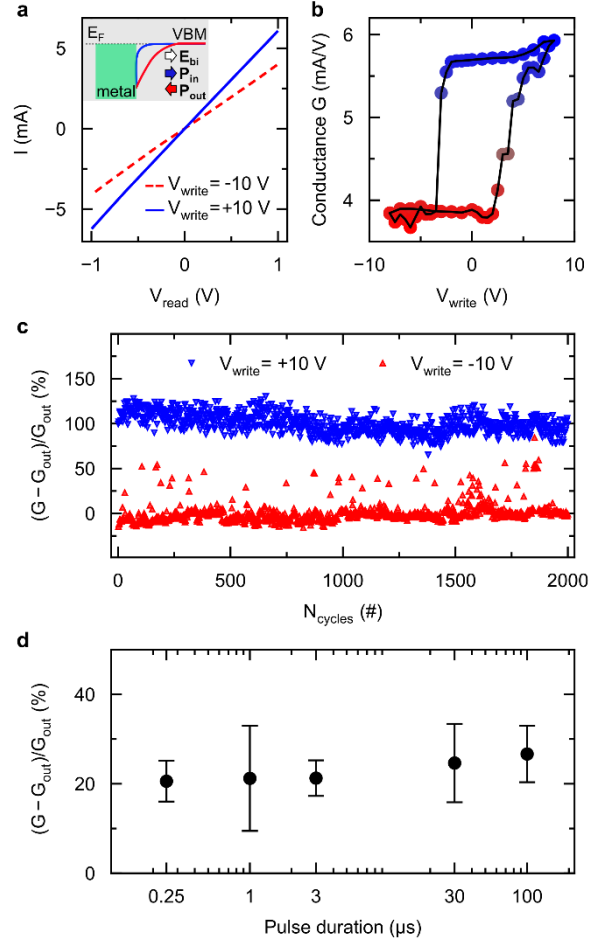 a
b
E_F
VBM
E_bi
P_in
P_out
metal
I (mA)
5
0
−5
V_write = -10 V
V_write = +10 V
−1
0
1
V_read (V)
Conductance G (mA/V)
6
5
4
−10
0
10
V_write (V)
c
V_write = +10 V
V_write = -10 V
(G − G_out)/G_out (%)
150
100
50
0
0
500
1000
1500
2000
N_cycles (#)
d
(G − G_out)/G_out (%)
40
20
0
0.25
1
3
30
100
Pulse duration (µs)